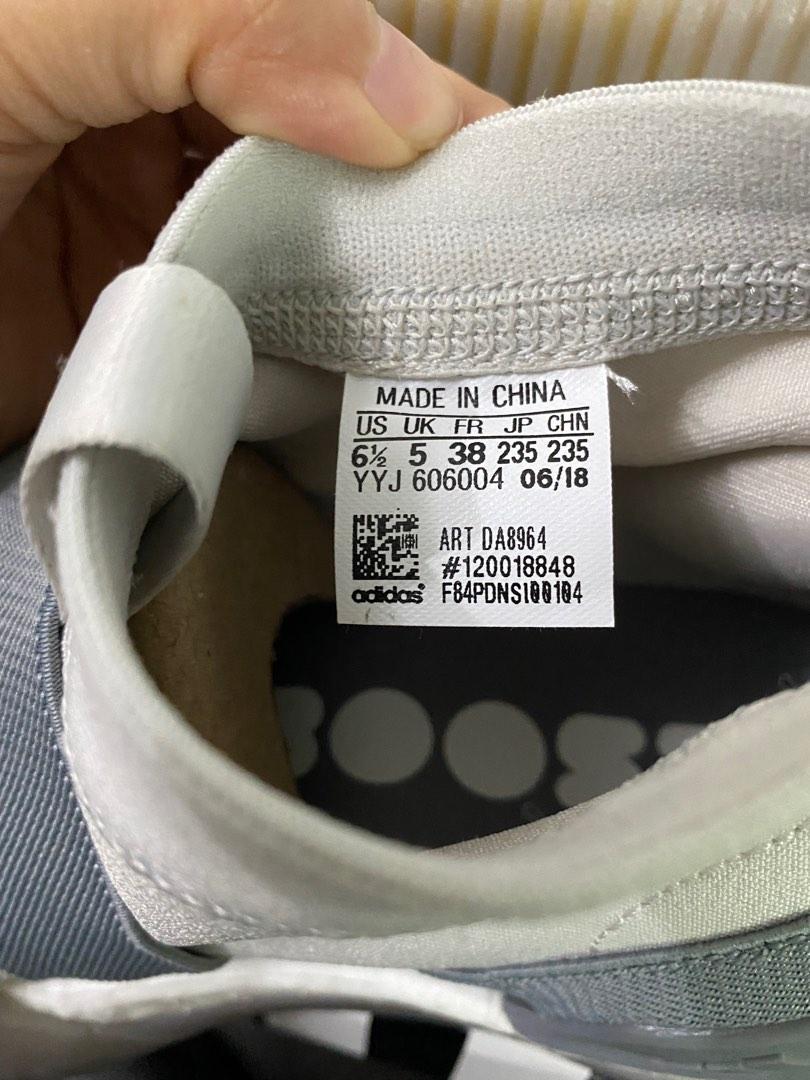 MADE IN CHINA
US UK FR JP CHN
6½ 5 38 235 235
YYJ 606004 06/18
ART DA8964
#120018848
adidas F84PDNS100104